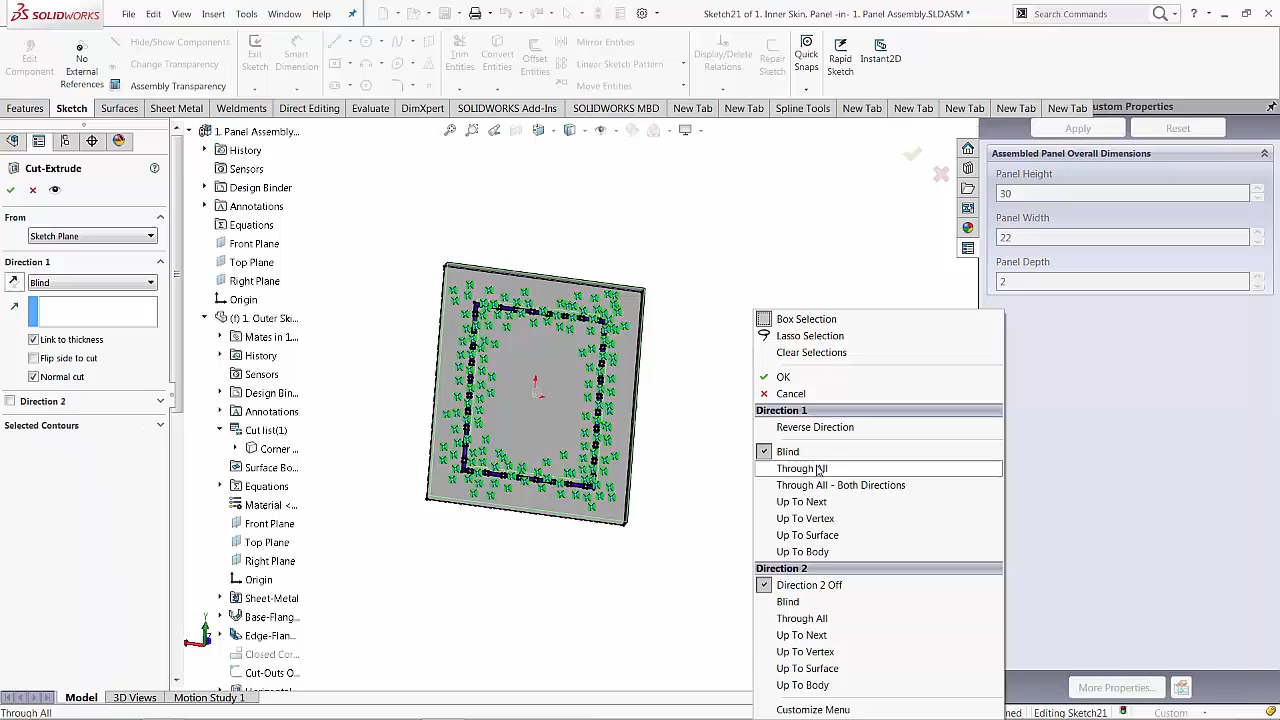 SOLIDWORKS File Edit View Insert Tools Window Help Sketch21 of 1. Inner Skin, Panel -in- 1. Panel Assembly.SLDASM * Search Commands
Edit Component
No External References
Hide/Show Components
Change Transparency
Assembly Transparency
Exit Sketch
Smart Dimension
Trim Entities
Convert Entities
Offset Entities
Mirror Entities
Linear Sketch Pattern
Move Entities
Display/Delete Relations
Repair Sketch
Quick Snaps
Rapid Sketch
Instant2D
Features Sketch Surfaces Sheet Metal Weldments Direct Editing Evaluate DimXpert SOLIDWORKS Add-Ins SOLIDWORKS MBD New Tab New Tab Spline Tools New Tab New Tab New Tab New Tab New Tab ustom Properties
Cut-Extrude
From
Sketch Plane
Direction 1
Blind
Link to thickness
Flip side to cut
Normal cut
Direction 2
Selected Contours
1. Panel Assembly...
History
Sensors
Design Binder
Annotations
Equations
Front Plane
Top Plane
Right Plane
Origin
(f) 1. Outer Ski...
Mates in 1...
History
Sensors
Design Bin...
Annotations
Cut list(1)
Corner ...
Surface Bo...
Equations
Material <...
Front Plane
Top Plane
Right Plane
Origin
Sheet-Metal
Base-Flang...
Edge-Flan...
Closed Cor...
Cut-Outs O...
Box Selection
Lasso Selection
Clear Selections
OK
Cancel
Direction 1
Reverse Direction
Blind
Through All
Through All - Both Directions
Up To Next
Up To Vertex
Up To Surface
Up To Body
Direction 2
Direction 2 Off
Blind
Through All
Up To Next
Up To Vertex
Up To Surface
Up To Body
Customize Menu
Apply Reset
Assembled Panel Overall Dimensions
Panel Height
30
Panel Width
22
Panel Depth
2
More Properties...
Model 3D Views Motion Study 1
Through All ned Editing Sketch21 Custom